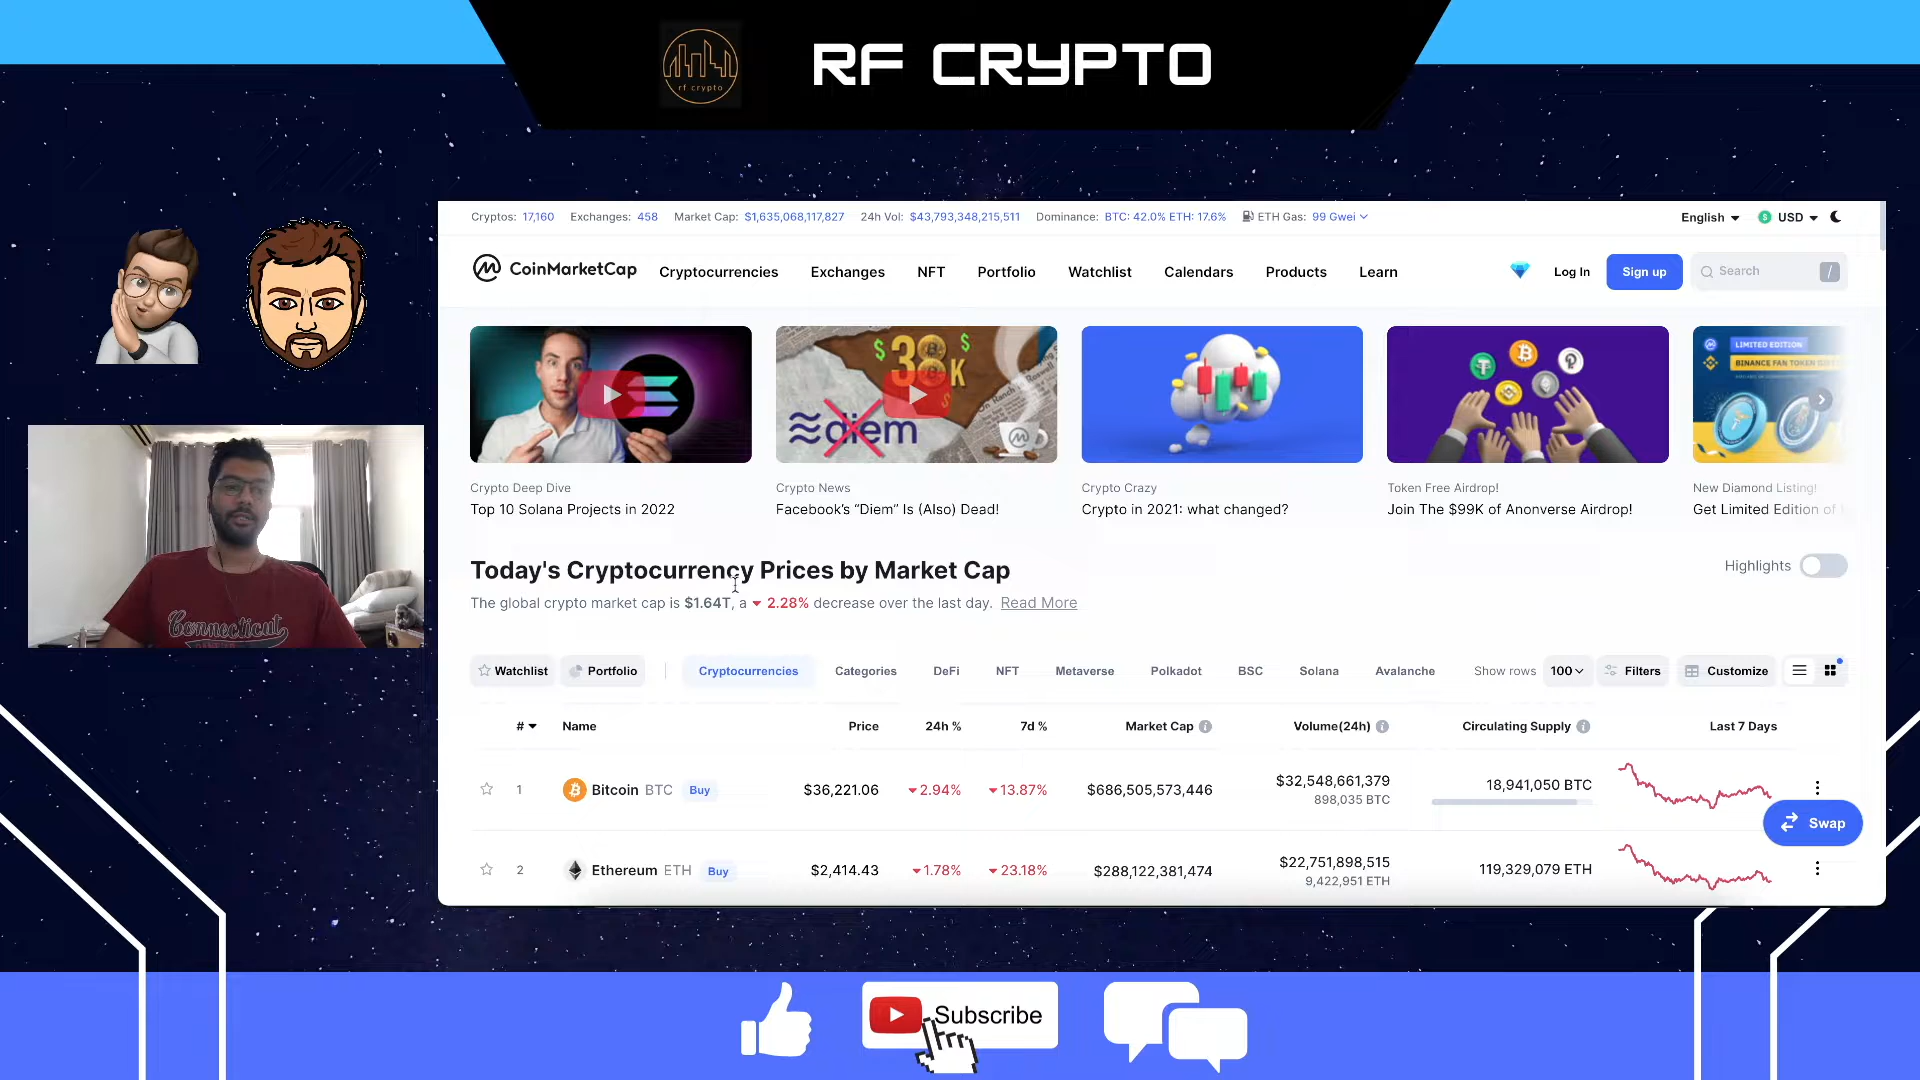 rf crypto
RF CRYPTO
Cryptos: 17,160 Exchanges: 458 Market Cap: $1,635,068,117,827 24h Vol: $43,793,348,215,511 Dominance: BTC: 42.0% ETH: 17.6% ETH Gas: 99 Gwei
English USD
CoinMarketCap Cryptocurrencies Exchanges NFT Portfolio Watchlist Calendars Products Learn Log In Sign up Search /
$ 38K $
diem
LIMITED EDITION
BINANCE FAN TOKEN
Crypto Deep Dive
Top 10 Solana Projects in 2022
Crypto News
Facebook's “Diem” Is (Also) Dead!
Crypto Crazy
Crypto in 2021: what changed?
Token Free Airdrop!
Join The $99K of Anonverse Airdrop!
New Diamond Listing!
Get Limited Edition of
Connecticut
Today's Cryptocurrency Prices by Market Cap
Highlights
The global crypto market cap is $1.64T, a 2.28% decrease over the last day. Read More
Watchlist Portfolio Cryptocurrencies Categories DeFi NFT Metaverse Polkadot BSC Solana Avalanche Show rows 100 Filters Customize
# Name Price 24h % 7d % Market Cap Volume(24h) Circulating Supply Last 7 Days
1 Bitcoin BTC Buy $36,221.06 2.94% 13.87% $686,505,573,446 $32,548,661,379 18,941,050 BTC
898,035 BTC
Swap
2 Ethereum ETH Buy $2,414.43 1.78% 23.18% $288,122,381,474 $22,751,898,515 119,329,079 ETH
9,422,951 ETH
Subscribe